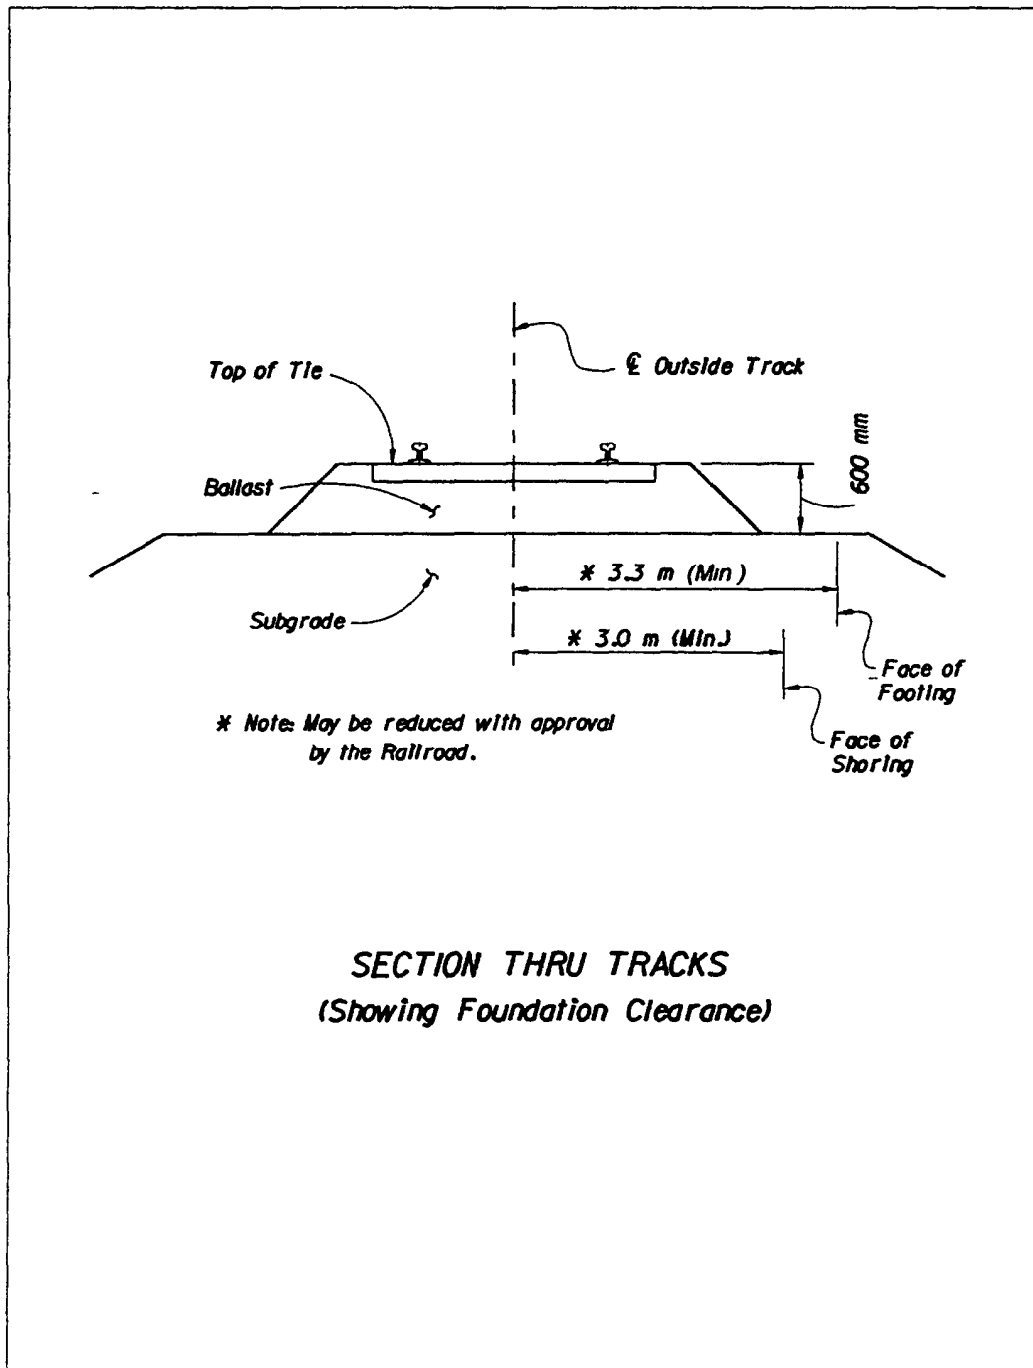 ℄ Outside Track
Top of Tie
600 mm
Ballast
* 3.3 m (Min)
Subgrade
* 3.0 m (Min.)
Face of
Footing
* Note: May be reduced with approval
by the Railroad.
Face of
Shoring
SECTION THRU TRACKS
(Showing Foundation Clearance)